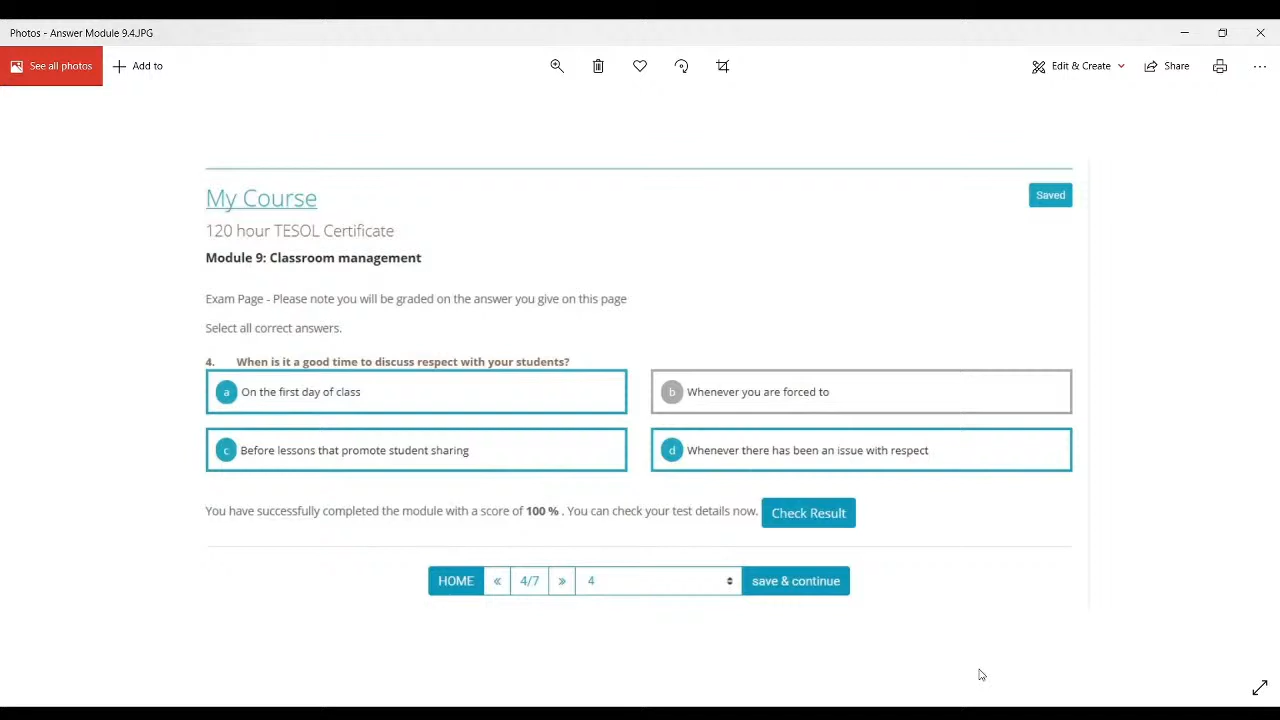 Photos - Answer Module 9.4.JPG
See all photos
Add to
Edit & Create
Share
My Course
Saved
120 hour TESOL Certificate
Module 9: Classroom management
Exam Page - Please note you will be graded on the answer you give on this page
Select all correct answers.
4. When is it a good time to discuss respect with your students?
a On the first day of class
b Whenever you are forced to
c Before lessons that promote student sharing
d Whenever there has been an issue with respect
You have successfully completed the module with a score of 100 % . You can check your test details now. Check Result
HOME « 4/7 » 4 save & continue